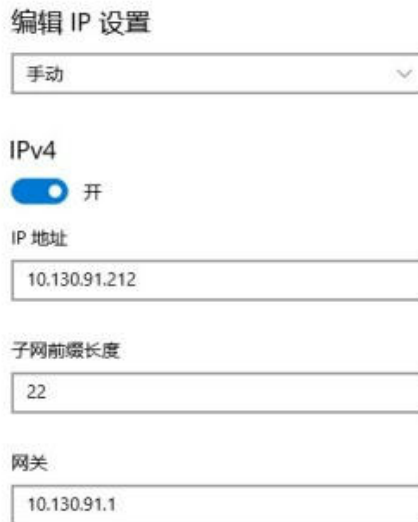 编辑 IP 设置
手动
IPv4
开
IP 地址
10.130.91.212
子网前缀长度
22
网关
10.130.91.1